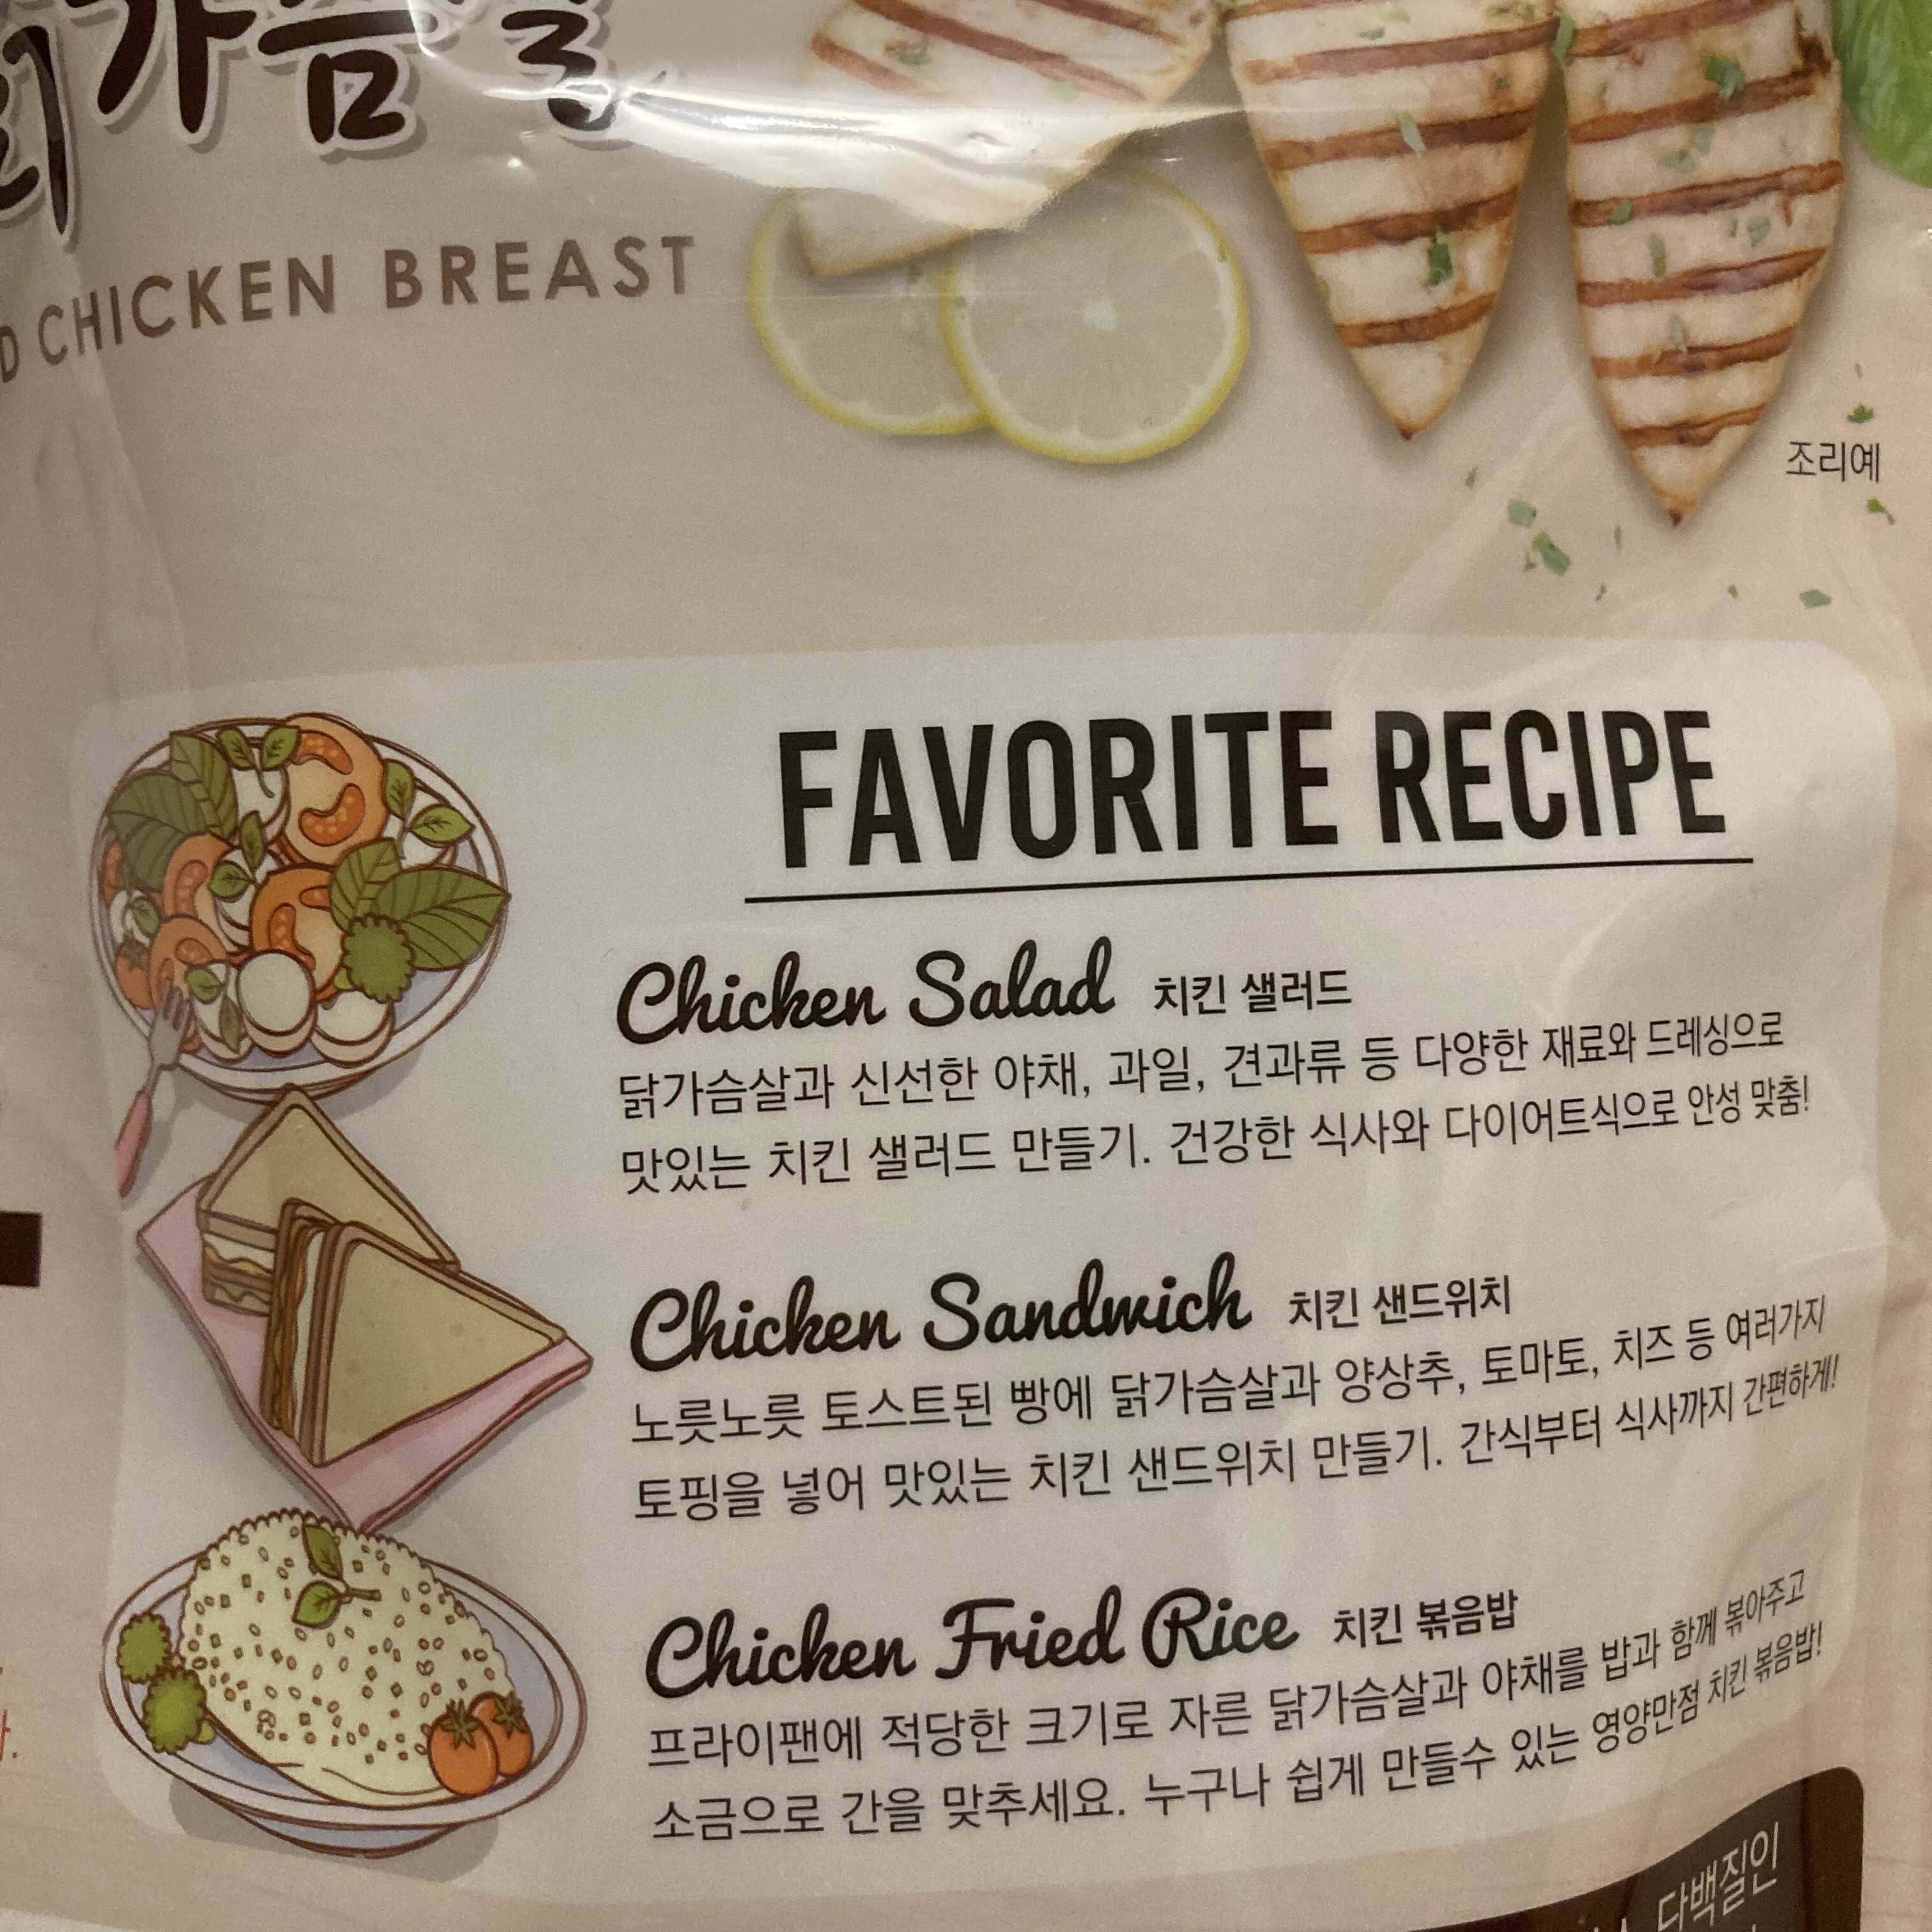 가슴살
CHICKEN BREAST
조리예
FAVORITE RECIPE
Chicken Salad 치킨 샐러드
닭가슴살과 신선한 야채, 과일, 견과류 등 다양한 재료와 드레싱으로
맛있는 치킨 샐러드 만들기. 건강한 식사와 다이어트식으로 안성 맞춤!
Chicken Sandwich 치킨 샌드위치
노릇노릇 토스트된 빵에 닭가슴살과 양상추, 토마토, 치즈 등 여러가지
토핑을 넣어 맛있는 치킨 샌드위치 만들기. 간식부터 식사까지 간편하게!
Chicken Fried Rice 치킨 볶음밥
프라이팬에 적당한 크기로 자른 닭가슴살과 야채를 밥과 함께 볶아주고
소금으로 간을 맞추세요. 누구나 쉽게 만들수 있는 영양만점 치킨 볶음밥!
단백질인